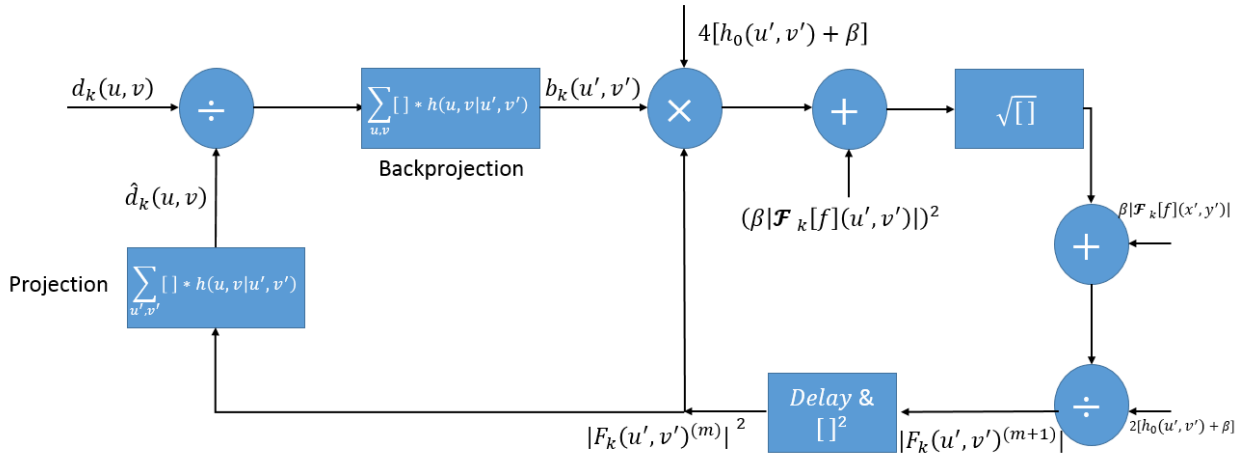 4[h₀(u′, v′) + β]
d_k(u, v)
÷
∑_{u,v}[ ] ∗ h(u, v|u′, v′)
b_k(u′, v′)
×
+
√[ ]
Backprojection
d̂_k(u, v)
(β|𝓕_k[f](u′, v′)|)²
β|𝓕_k[f](x′, y′)|
+
Projection
∑_{u′,v′}[ ] ∗ h(u, v|u′, v′)
Delay &
[ ]²
÷
2[h₀(u′, v′) + β]
|F_k(u′, v′)^{(m)}|²
|F_k(u′, v′)^{(m+1)}|